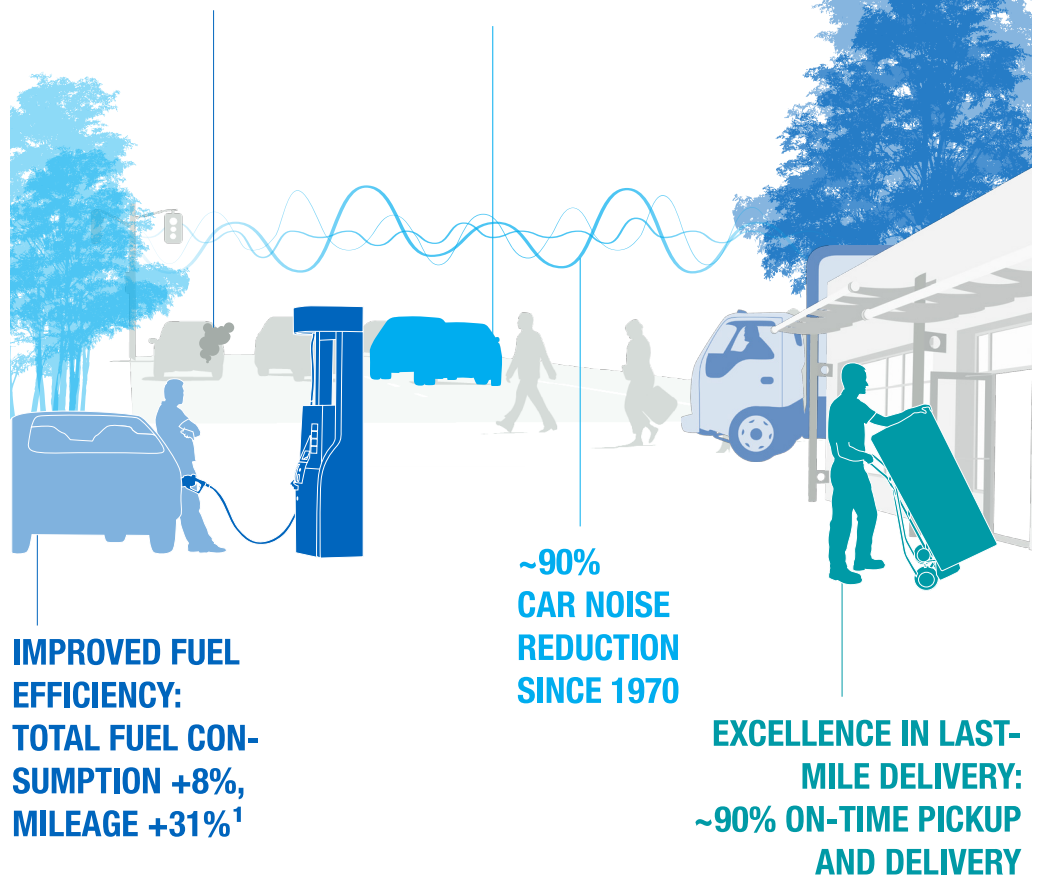 IMPROVED FUEL
EFFICIENCY:
TOTAL FUEL CON-
SUMPTION +8%,
MILEAGE +31%¹
~90%
CAR NOISE
REDUCTION
SINCE 1970
EXCELLENCE IN LAST-
MILE DELIVERY:
~90% ON-TIME PICKUP
AND DELIVERY